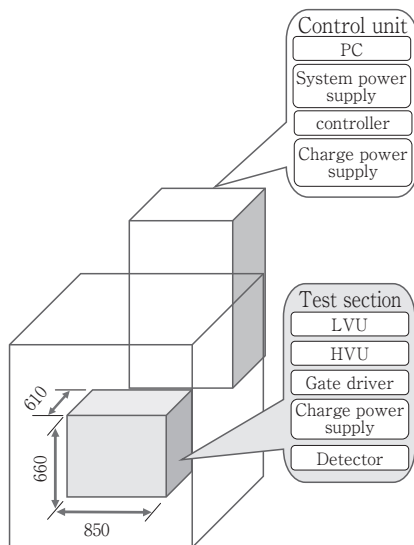 Control unit
PC
System power
supply
controller
Charge power
supply
Test section
LVU
HVU
Gate driver
Charge power
supply
Detector
610
660
850